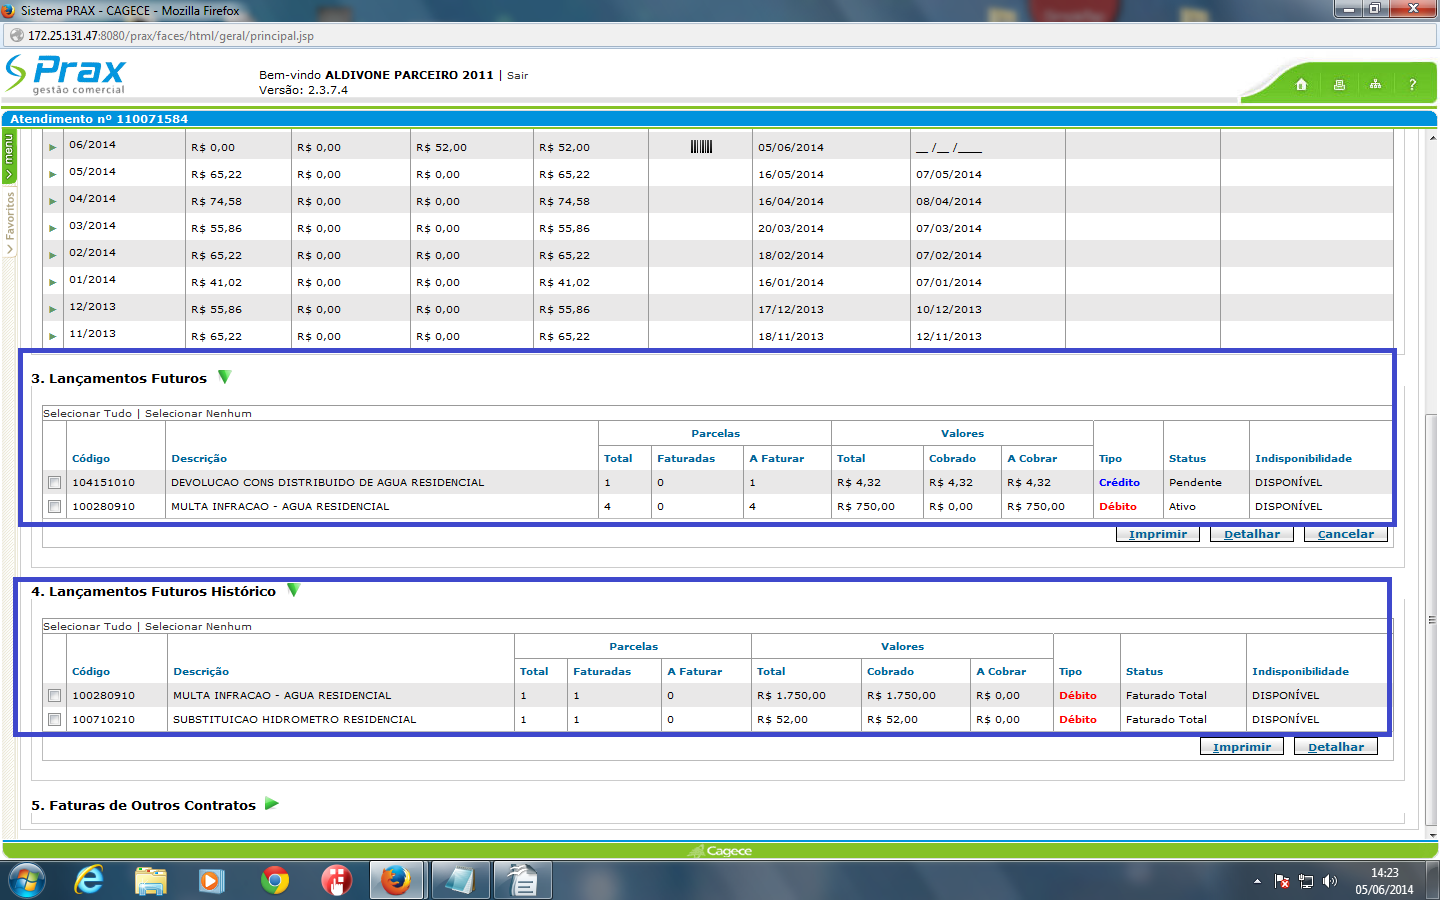 Sistema PRAX - CAGECE - Mozilla Firefox
172.25.131.47:8080/prax/faces/html/geral/principal.jsp
Prax
gestão comercial
Bem-vindo ALDIVONE PARCEIRO 2011 | Sair
Versão: 2.3.7.4
?
Atendimento nº 110071584
menu
Favoritos
06/2014 R$ 0,00 R$ 0,00 R$ 52,00 R$ 52,00 05/06/2014 __ /__ /____
05/2014 R$ 65,22 R$ 0,00 R$ 0,00 R$ 65,22 16/05/2014 07/05/2014
04/2014 R$ 74,58 R$ 0,00 R$ 0,00 R$ 74,58 16/04/2014 08/04/2014
03/2014 R$ 55,86 R$ 0,00 R$ 0,00 R$ 55,86 20/03/2014 07/03/2014
02/2014 R$ 65,22 R$ 0,00 R$ 0,00 R$ 65,22 18/02/2014 07/02/2014
01/2014 R$ 41,02 R$ 0,00 R$ 0,00 R$ 41,02 16/01/2014 07/01/2014
12/2013 R$ 55,86 R$ 0,00 R$ 0,00 R$ 55,86 17/12/2013 10/12/2013
11/2013 R$ 65,22 R$ 0,00 R$ 0,00 R$ 65,22 18/11/2013 12/11/2013
3. Lançamentos Futuros
Selecionar Tudo | Selecionar Nenhum
Parcelas Valores
Código Descrição Total Faturadas A Faturar Total Cobrado A Cobrar Tipo Status Indisponibilidade
104151010 DEVOLUCAO CONS DISTRIBUIDO DE AGUA RESIDENCIAL 1 0 1 R$ 4,32 R$ 4,32 R$ 4,32 Crédito Pendente DISPONÍVEL
100280910 MULTA INFRACAO - AGUA RESIDENCIAL 4 0 4 R$ 750,00 R$ 0,00 R$ 750,00 Débito Ativo DISPONÍVEL
Imprimir Detalhar Cancelar
4. Lançamentos Futuros Histórico
Selecionar Tudo | Selecionar Nenhum
Parcelas Valores
Código Descrição Total Faturadas A Faturar Total Cobrado A Cobrar Tipo Status Indisponibilidade
100280910 MULTA INFRACAO - AGUA RESIDENCIAL 1 1 0 R$ 1.750,00 R$ 1.750,00 R$ 0,00 Débito Faturado Total DISPONÍVEL
100710210 SUBSTITUICAO HIDROMETRO RESIDENCIAL 1 1 0 R$ 52,00 R$ 52,00 R$ 0,00 Débito Faturado Total DISPONÍVEL
Imprimir Detalhar
5. Faturas de Outros Contratos
Cagece
14:23
05/06/2014